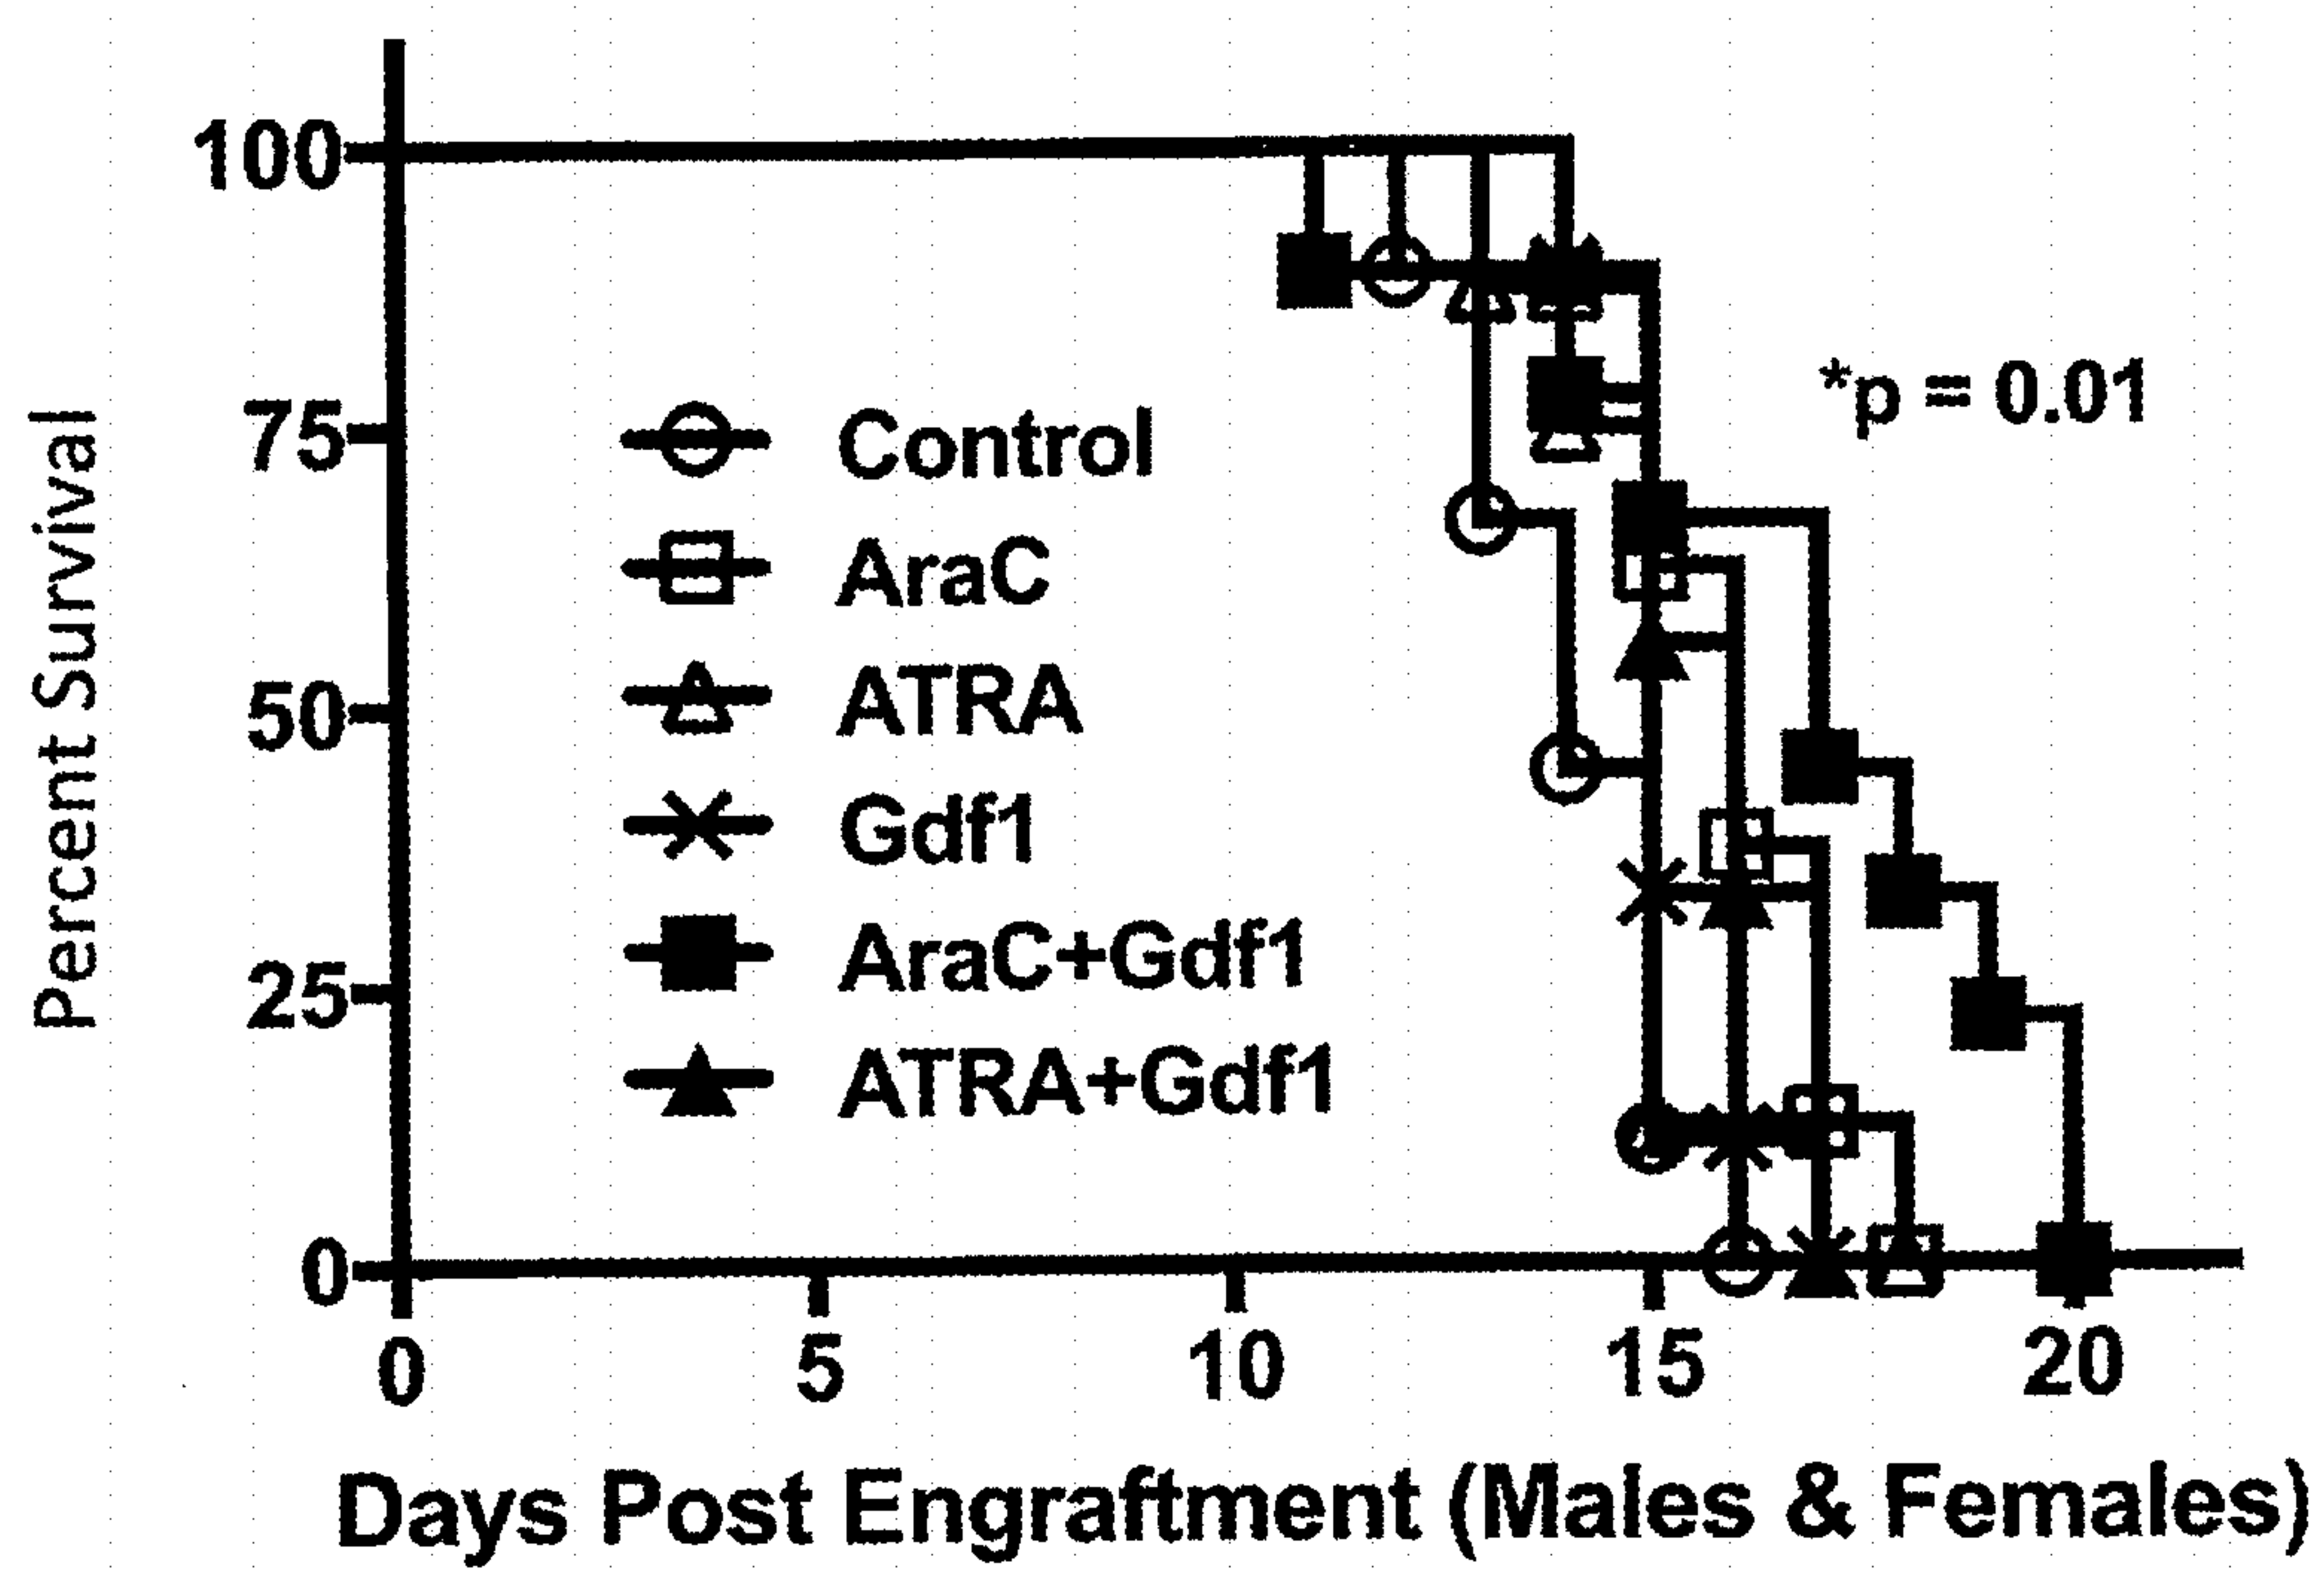 Percent Survival
100
75
50
25
0
*p = 0.01
Control
AraC
ATRA
Gdf1
AraC+Gdf1
ATRA+Gdf1
0 5 10 15 20
Days Post Engraftment (Males & Females)